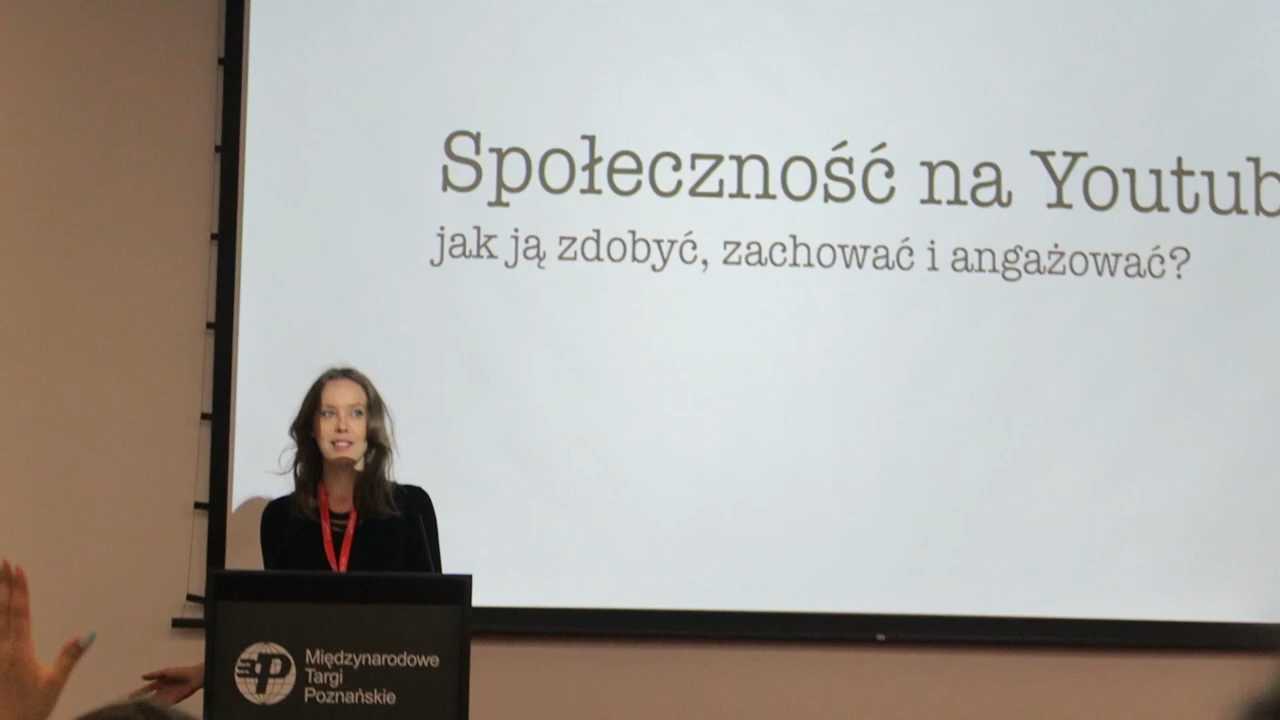 Społeczność na Youtub
jak ją zdobyć, zachować i angażować?
Międzynarodowe
Targi
Poznańskie